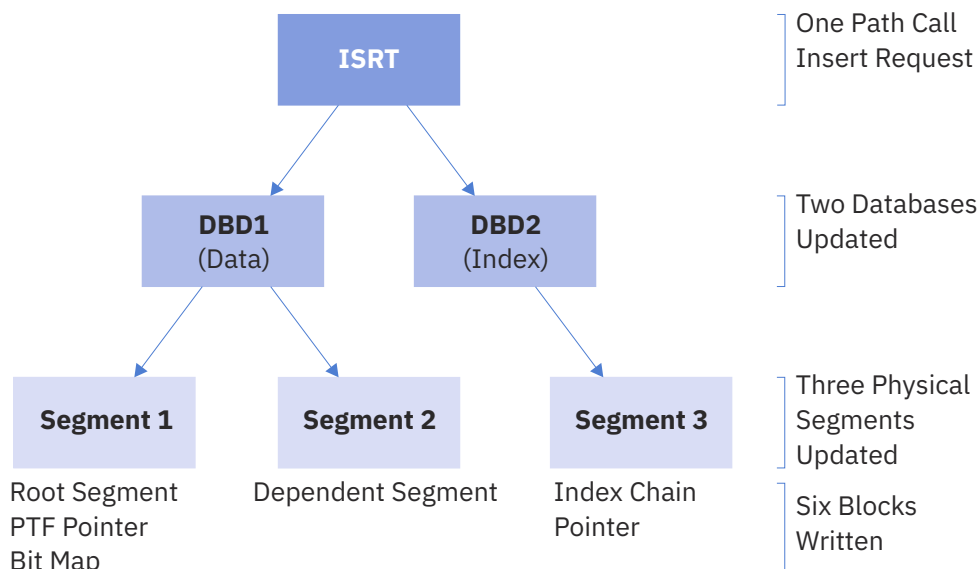 ISRT
One Path Call
Insert Request
DBD1
(Data)
DBD2
(Index)
Two Databases
Updated
Segment 1
Segment 2
Segment 3
Three Physical
Segments
Updated
Root Segment
PTF Pointer
Bit Map
Dependent Segment
Index Chain
Pointer
Six Blocks
Written